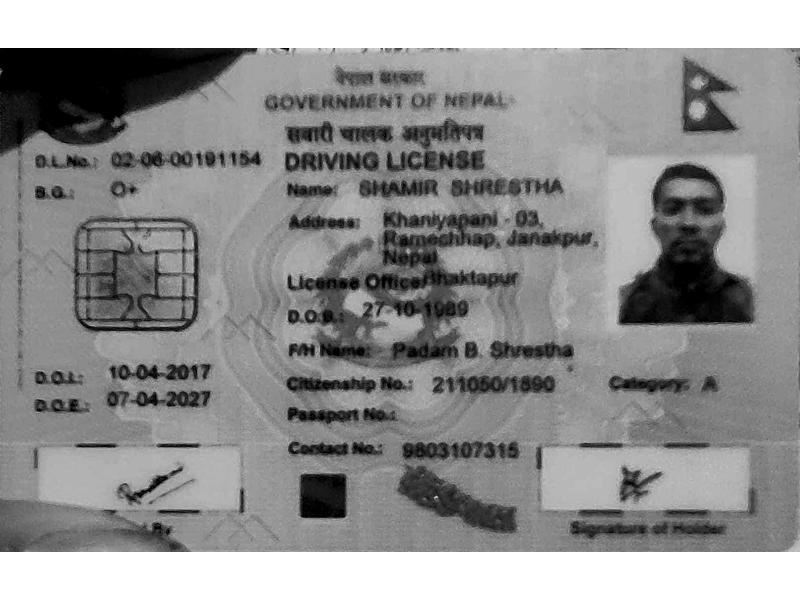 नेपाल सरकार
GOVERNMENT OF NEPAL
सवारी चालक अनुमतिपत्र
DRIVING LICENSE
D.L.No.: 02-06-00191154
B.G.: O+
Name: SHAMIR SHRESTHA
Address: Khaniyapani - 03,
Ramechhap, Janakpur,
Nepal
License Office: Bhaktapur
D.O.B.: 27-10-1989
F/H Name: Padam B. Shrestha
D.O.I.: 10-04-2017
Citizenship No.: 211050/1890
Category: A
D.O.E.: 07-04-2027
Passport No.:
Contact No.: 9803107315
By
Signature of Holder